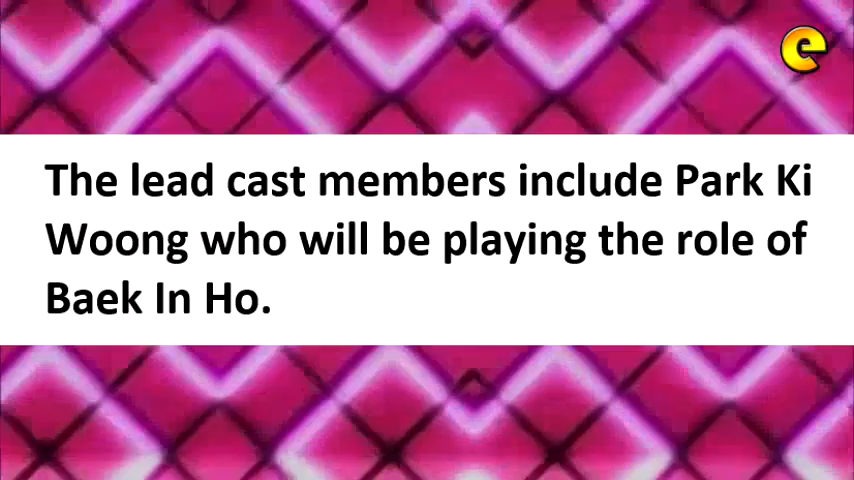 e
The lead cast members include Park Ki
Woong who will be playing the role of
Baek In Ho.